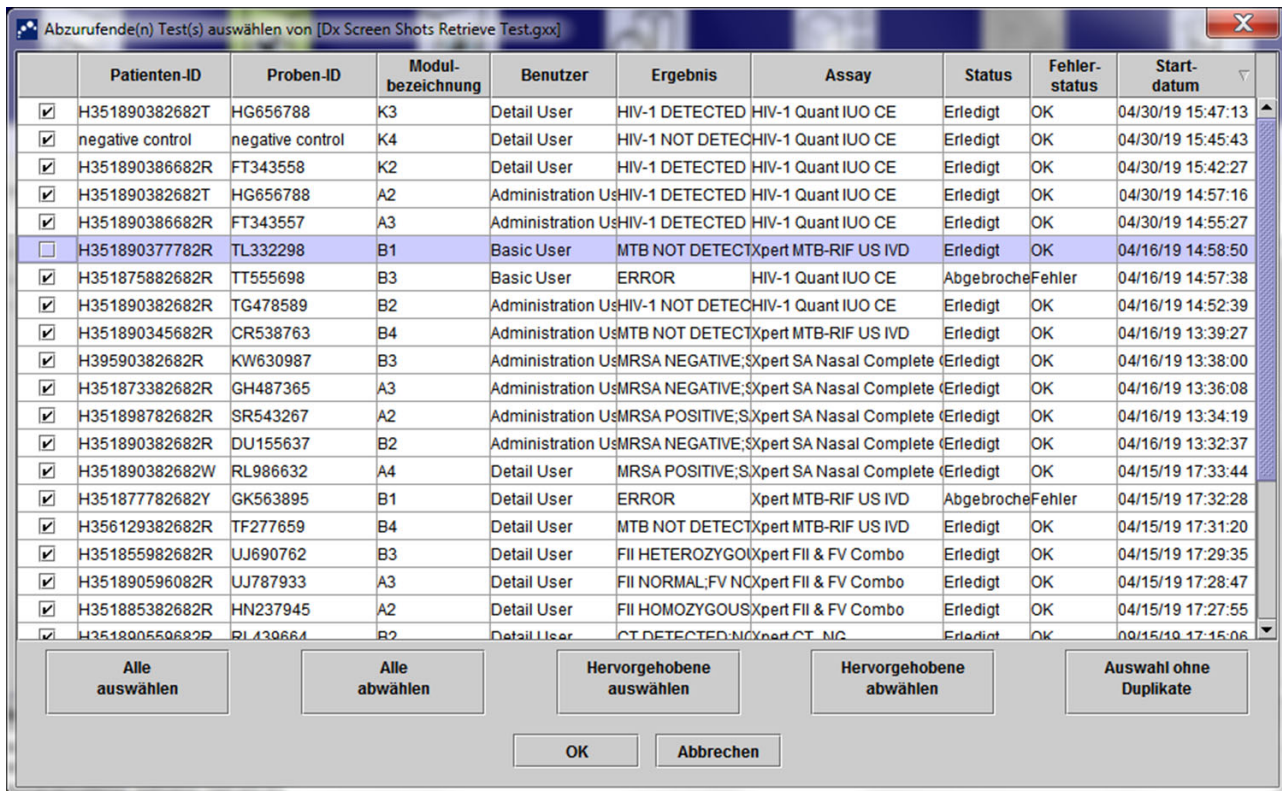 Abzurufende(n) Test(s) auswählen von [Dx Screen Shots Retrieve Test.gxx]
Patienten-ID Proben-ID Modul-bezeichnung Benutzer Ergebnis Assay Status Fehler-status Start-datum
H351890382682T HG656788 K3 Detail User HIV-1 DETECTED HIV-1 Quant IUO CE Erledigt OK 04/30/19 15:47:13
negative control negative control K4 Detail User HIV-1 NOT DETEC HIV-1 Quant IUO CE Erledigt OK 04/30/19 15:45:43
H351890386682R FT343558 K2 Detail User HIV-1 DETECTED HIV-1 Quant IUO CE Erledigt OK 04/30/19 15:42:27
H351890382682T HG656788 A2 Administration Us HIV-1 DETECTED HIV-1 Quant IUO CE Erledigt OK 04/30/19 14:57:16
H351890386682R FT343557 A3 Administration Us HIV-1 DETECTED HIV-1 Quant IUO CE Erledigt OK 04/30/19 14:55:27
H351890377782R TL332298 B1 Basic User MTB NOT DETECT Xpert MTB-RIF US IVD Erledigt OK 04/16/19 14:58:50
H351875882682R TT555698 B3 Basic User ERROR HIV-1 Quant IUO CE Abgebroche Fehler 04/16/19 14:57:38
H351890382682R TG478589 B2 Administration Us HIV-1 NOT DETEC HIV-1 Quant IUO CE Erledigt OK 04/16/19 14:52:39
H351890345682R CR538763 B4 Administration Us MTB NOT DETECT Xpert MTB-RIF US IVD Erledigt OK 04/16/19 13:39:27
H39590382682R KW630987 B3 Administration Us MRSA NEGATIVE;S Xpert SA Nasal Complete ( Erledigt OK 04/16/19 13:38:00
H351873382682R GH487365 A3 Administration Us MRSA NEGATIVE;S Xpert SA Nasal Complete ( Erledigt OK 04/16/19 13:36:08
H351898782682R SR543267 A2 Administration Us MRSA POSITIVE;S Xpert SA Nasal Complete ( Erledigt OK 04/16/19 13:34:19
H351890382682R DU155637 B2 Administration Us MRSA NEGATIVE;S Xpert SA Nasal Complete ( Erledigt OK 04/16/19 13:32:37
H351890382682W RL986632 A4 Detail User MRSA POSITIVE;S Xpert SA Nasal Complete ( Erledigt OK 04/15/19 17:33:44
H351877782682Y GK563895 B1 Detail User ERROR Xpert MTB-RIF US IVD Abgebroche Fehler 04/15/19 17:32:28
H356129382682R TF277659 B4 Detail User MTB NOT DETECT Xpert MTB-RIF US IVD Erledigt OK 04/15/19 17:31:20
H351855982682R UJ690762 B3 Detail User FII HETEROZYGOU Xpert FII & FV Combo Erledigt OK 04/15/19 17:29:35
H351890596082R UJ787933 A3 Detail User FII NORMAL;FV NO Xpert FII & FV Combo Erledigt OK 04/15/19 17:28:47
H351885382682R HN237945 A2 Detail User FII HOMOZYGOUS Xpert FII & FV Combo Erledigt OK 04/15/19 17:27:55
H351890559682R RL439664 B2 Detail User CT DETECTED;NG Xpert CT_NG Erledigt OK 09/15/19 17:15:06
Alle auswählen Alle abwählen Hervorgehobene auswählen Hervorgehobene abwählen Auswahl ohne Duplikate
OK Abbrechen